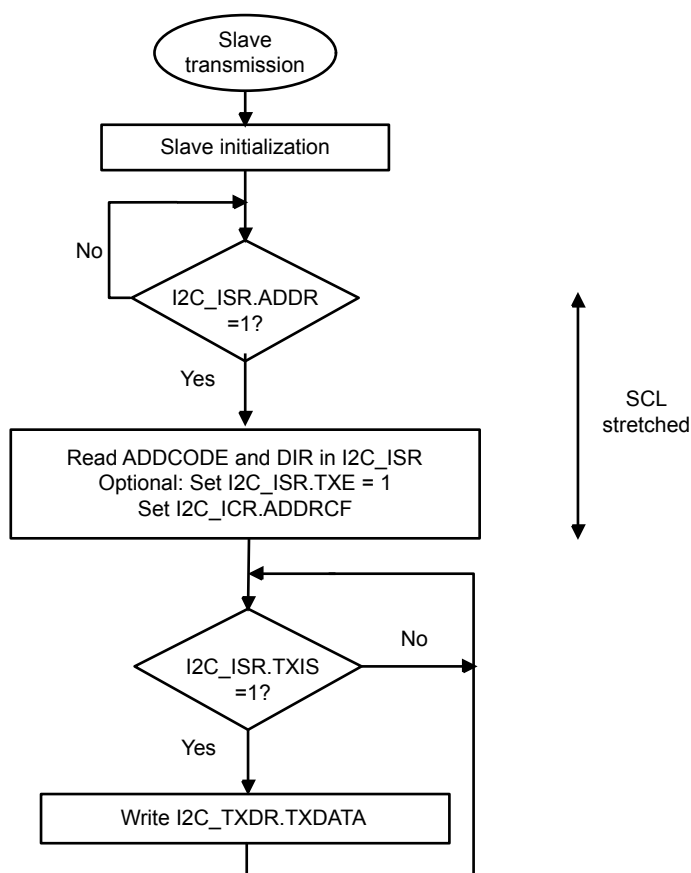 Slave
transmission
Slave initialization
No
I2C_ISR.ADDR
=1?
Yes
SCL
stretched
Read ADDCODE and DIR in I2C_ISR
Optional: Set I2C_ISR.TXE = 1
Set I2C_ICR.ADDRCF
I2C_ISR.TXIS
=1?
No
Yes
Write I2C_TXDR.TXDATA